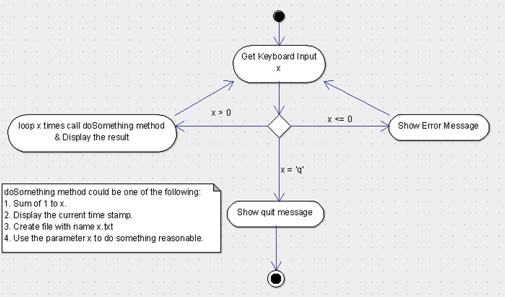 Get Keyboard Input
x
x > 0
x <= 0
loop x times call doSomething method
& Display the result
Show Error Message
x = 'q'
doSomething method could be one of the following:
1. Sum of 1 to x.
2. Display the current time stamp.
3. Create file with name x.txt
4. Use the parameter x to do something reasonable.
Show quit message